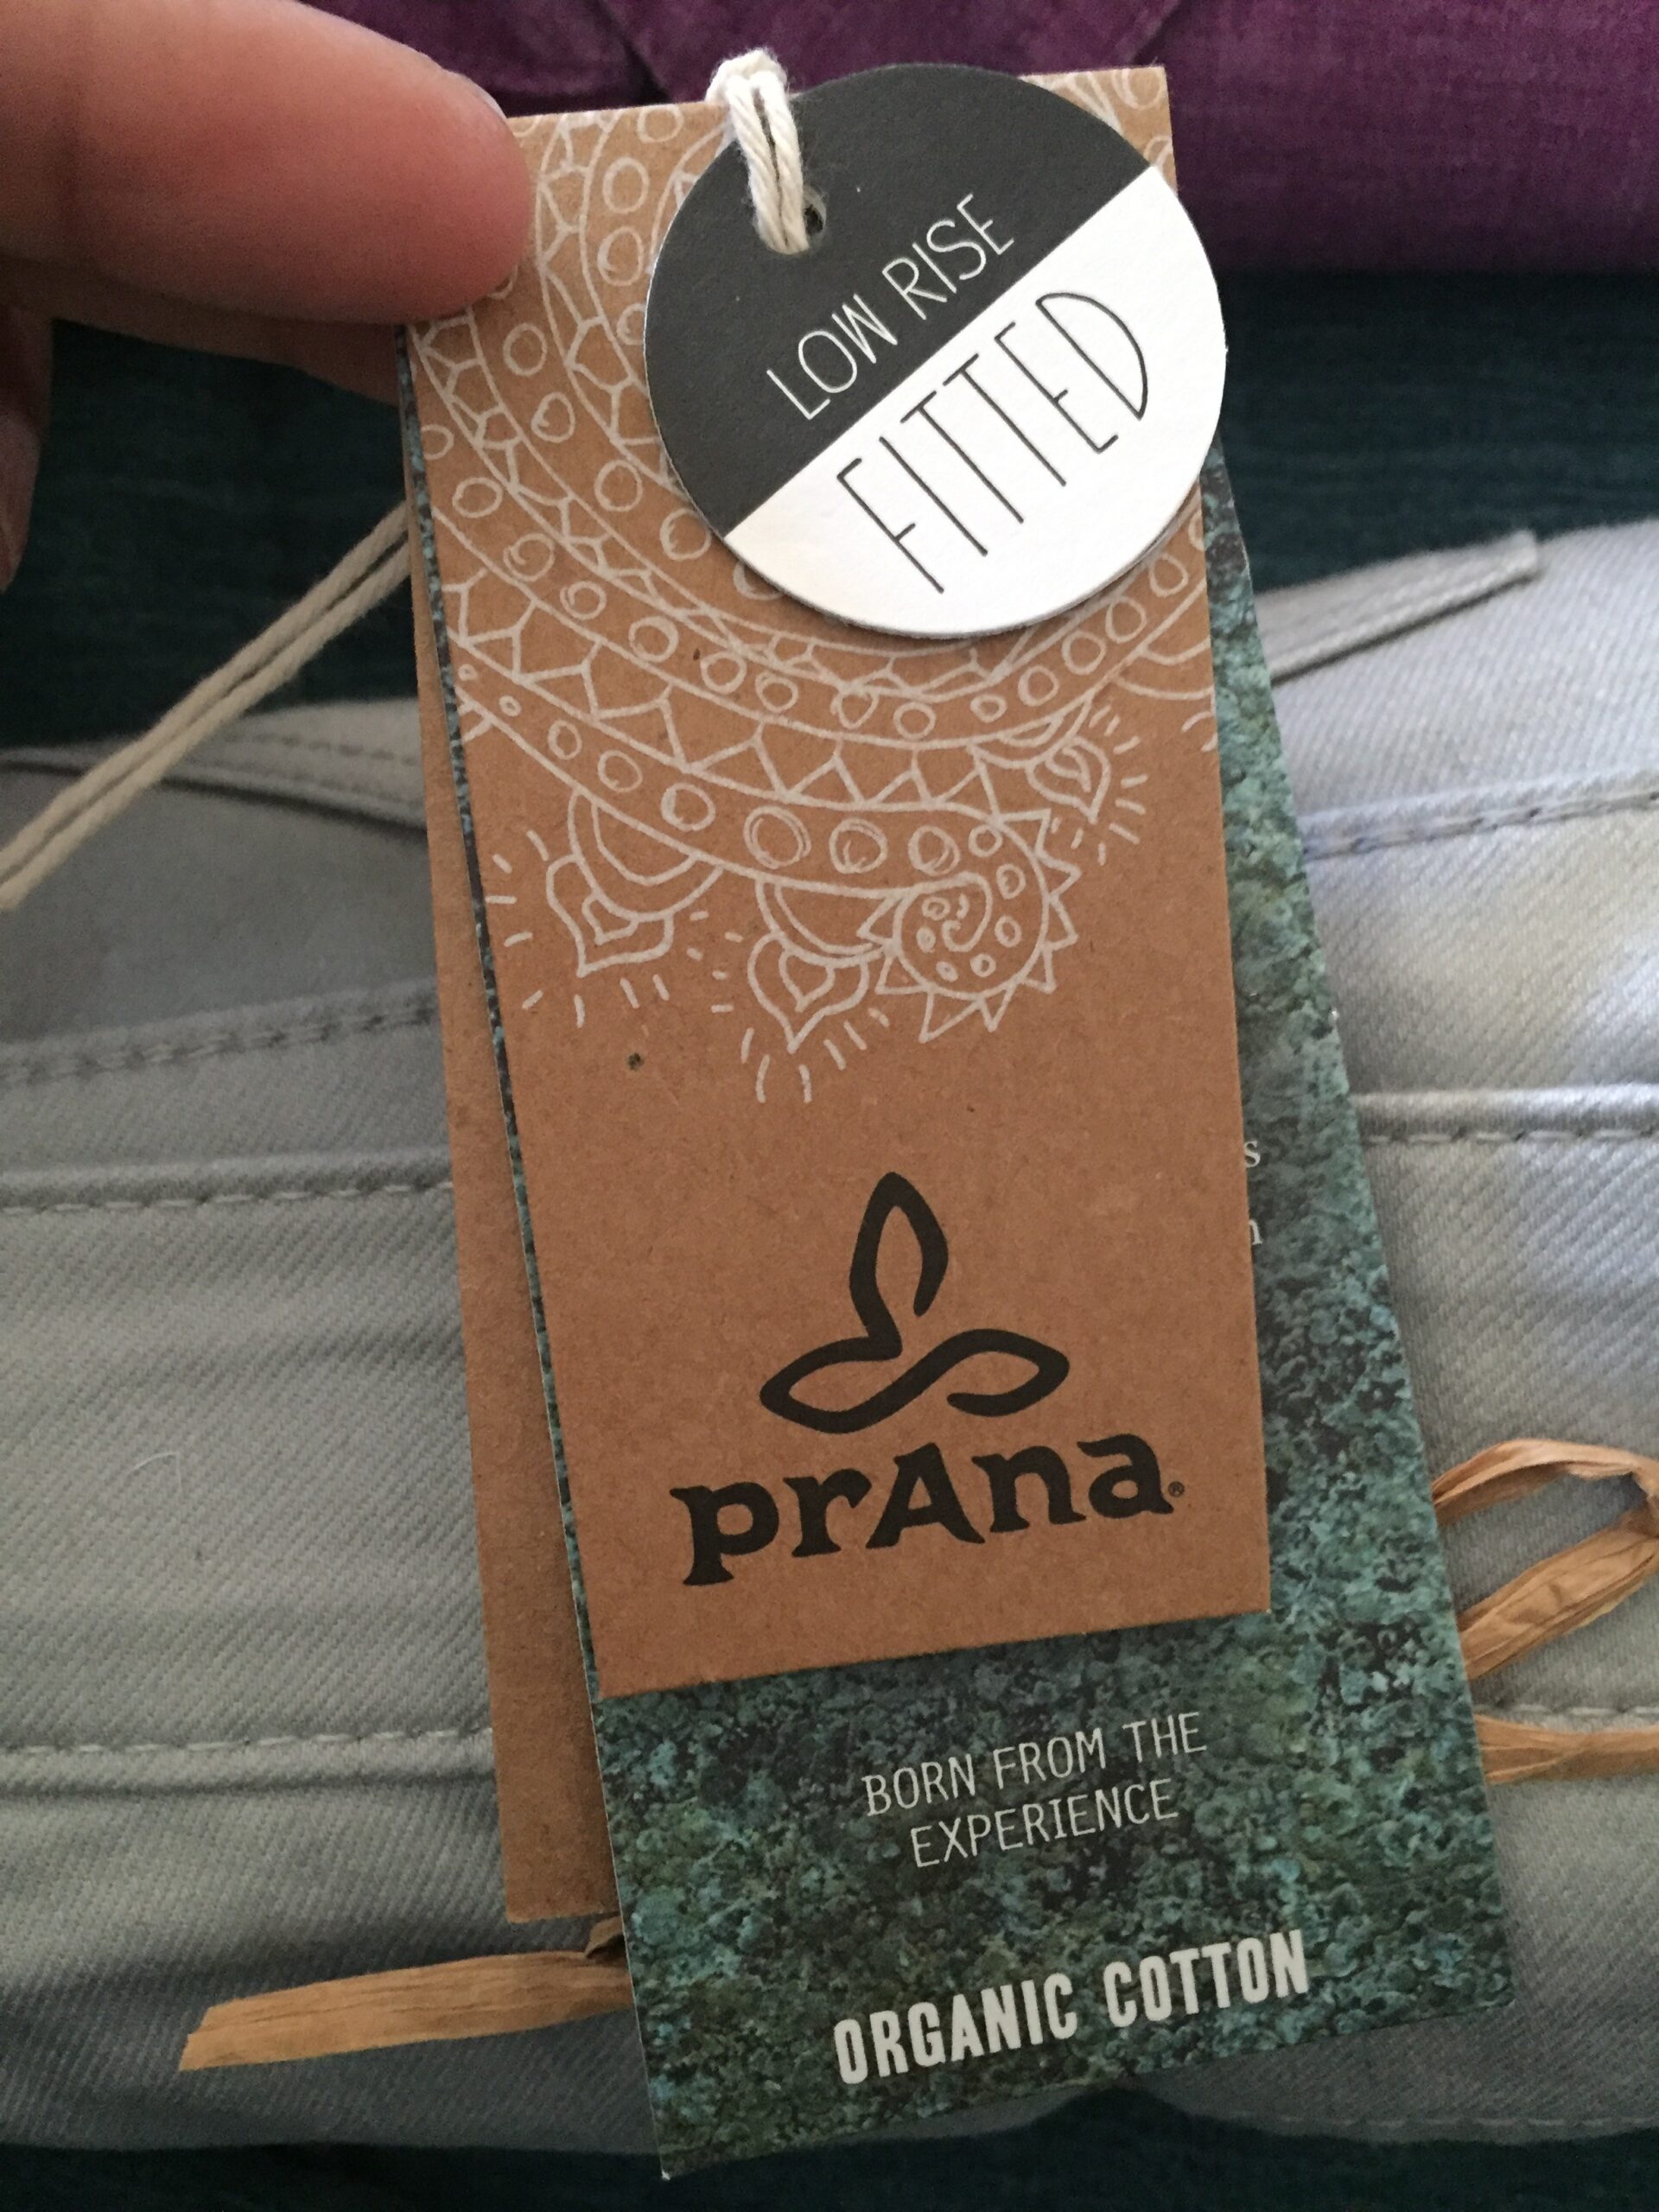 LOW RISE
FITTED
prAna®
BORN FROM THE
EXPERIENCE
ORGANIC COTTON